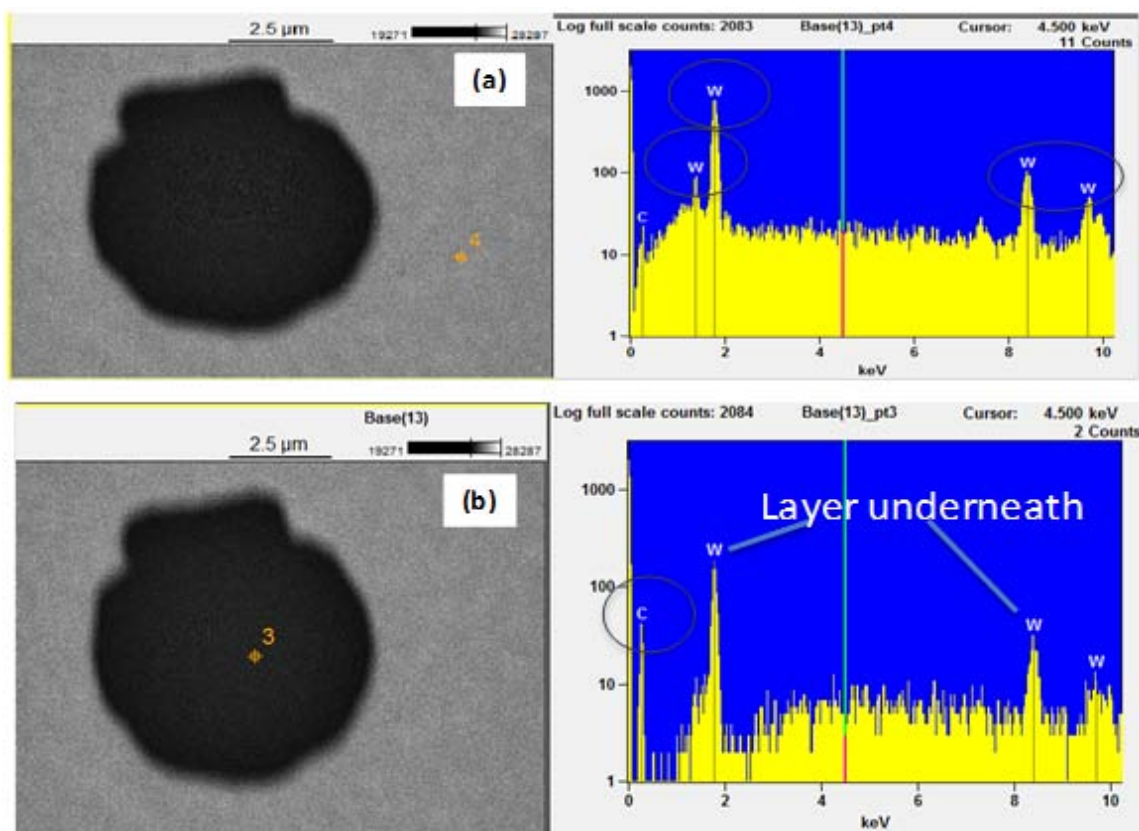 2.5 µm
19271 28287
(a)
4
Log full scale counts: 2083 Base(13)_pt4 Cursor: 4.500 keV
11 Counts
1000
100
10
1
C W W W W
0 2 4 6 8 10
keV
Base(13)
2.5 µm
19271 28287
(b)
3
Log full scale counts: 2084 Base(13)_pt3 Cursor: 4.500 keV
2 Counts
1000
100
10
1
Layer underneath
C W W W
0 2 4 6 8 10
keV